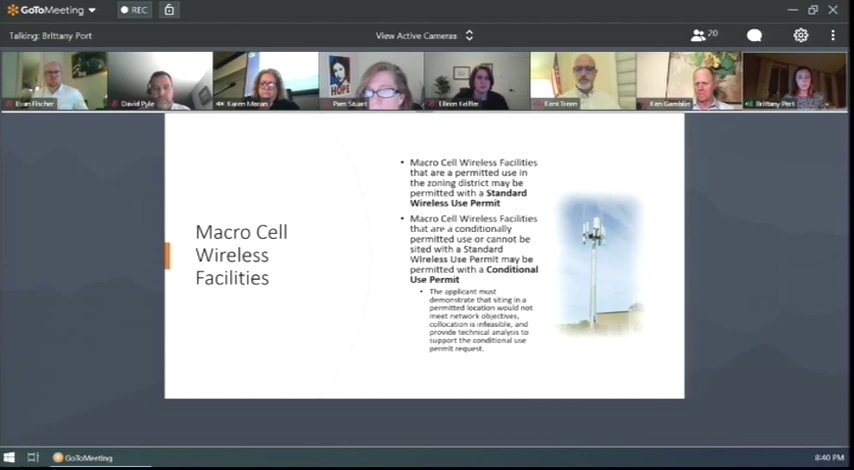 GoToMeeting
REC
Talking: Brittany Port
View Active Cameras
20
HOPE
Evan Fischer
David Pyle
Karen Moran
Pam Stuart
Eileen Keiffer
Kent Treen
Ken Gamblin
Brittany Port
Macro Cell
Wireless
Facilities
• Macro Cell Wireless Facilities
that are a permitted use in
the zoning district may be
permitted with a Standard
Wireless Use Permit
• Macro Cell Wireless Facilities
that are a conditionally
permitted use or cannot be
sited with a Standard
Wireless Use Permit may be
permitted with a Conditional
Use Permit
• The applicant must
demonstrate that siting in a
permitted location would not
meet network objectives,
collocation is infeasible, and
provide technical analysis to
support the conditional use
permit request.
GoToMeeting
8:40 PM